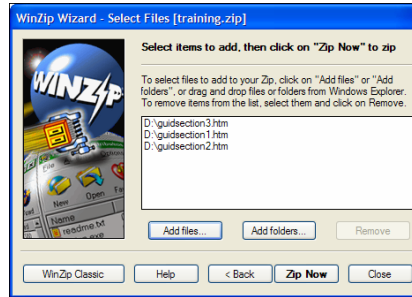 WinZip Wizard - Select Files [training.zip]
Select items to add, then click on "Zip Now" to zip
To select files to add to your Zip, click on "Add files" or "Add
folders", or drag and drop files or folders from Windows Explorer.
To remove items from the list, select them and click on Remove.
D:\guidsection3.htm
D:\guidsection1.htm
D:\guidsection2.htm
WINZIP
File
New
Open
Name
readme.txt
Add files...
Add folders...
Remove
WinZip Classic
Help
< Back
Zip Now
Close